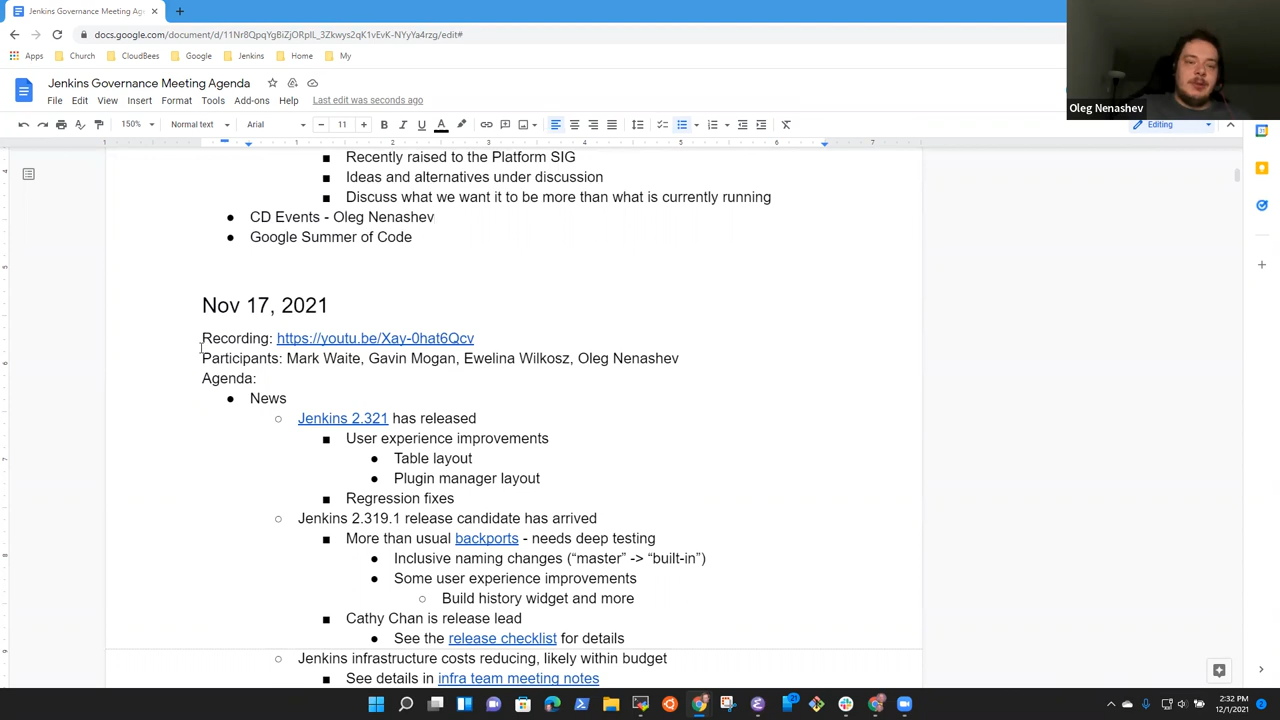 Jenkins Governance Meeting Ag
docs.google.com/document/d/11Nr8QpqYgBiZjORpIL_3Zkwys2qK1vEvK-NYyYa4rzg/edit#
Apps Church CloudBees Google Jenkins Home My
Oleg Nenashev
Jenkins Governance Meeting Agenda
File Edit View Insert Format Tools Add-ons Help Last edit was seconds ago
150% Normal text Arial 11 Editing
1 1 2 3 4 5 6 7
Recently raised to the Platform SIG
Ideas and alternatives under discussion
Discuss what we want it to be more than what is currently running
CD Events - Oleg Nenashev
Google Summer of Code
Nov 17, 2021
Recording: https://youtu.be/Xay-0hat6Qcv
Participants: Mark Waite, Gavin Mogan, Ewelina Wilkosz, Oleg Nenashev
Agenda:
News
Jenkins 2.321 has released
User experience improvements
Table layout
Plugin manager layout
Regression fixes
Jenkins 2.319.1 release candidate has arrived
More than usual backports - needs deep testing
Inclusive naming changes (“master” -> “built-in”)
Some user experience improvements
Build history widget and more
Cathy Chan is release lead
See the release checklist for details
Jenkins infrastructure costs reducing, likely within budget
See details in infra team meeting notes
2:32 PM
12/1/2021